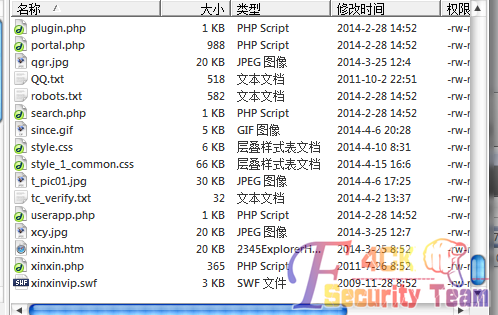 名称 大小 类型 修改时间 权限
plugin.php 1 KB PHP Script 2014-2-28 14:52 -rw-r
portal.php 988 PHP Script 2014-2-28 14:52 -rw-r
qgr.jpg 20 KB JPEG 图像 2014-3-25 12:4 -rw-r
QQ.txt 518 文本文档 2011-10-2 22:51 -rw-r
robots.txt 582 文本文档 2014-2-28 14:52 -rw-r
search.php 1 KB PHP Script 2014-2-28 14:52 -rw-r
since.gif 5 KB GIF 图像 2014-4-6 20:28 -rw-r
style.css 6 KB 层叠样式表文档 2014-4-10 8:31 -rw-r
style_1_common.css 66 KB 层叠样式表文档 2014-4-15 16:6 -rw-r
t_pic01.jpg 30 KB JPEG 图像 2014-4-6 17:25 -rw-r
tc_verify.txt 32 文本文档 2014-4-2 13:37 -rw-r
userapp.php 1 KB PHP Script 2014-2-28 14:52 -rw-r
xcy.jpg 20 KB JPEG 图像 2014-3-25 12:7 -rw-r
xinxin.htm 20 KB 2345ExplorerH... 2014-3-25 8:52 -rw-r
xinxin.php 365 PHP Script 2011-7-26 8:52 -rw-r
xinxinvip.swf 3 KB SWF 文件 2009-11-28 8:52 -rw-r
F4CK
Security Team